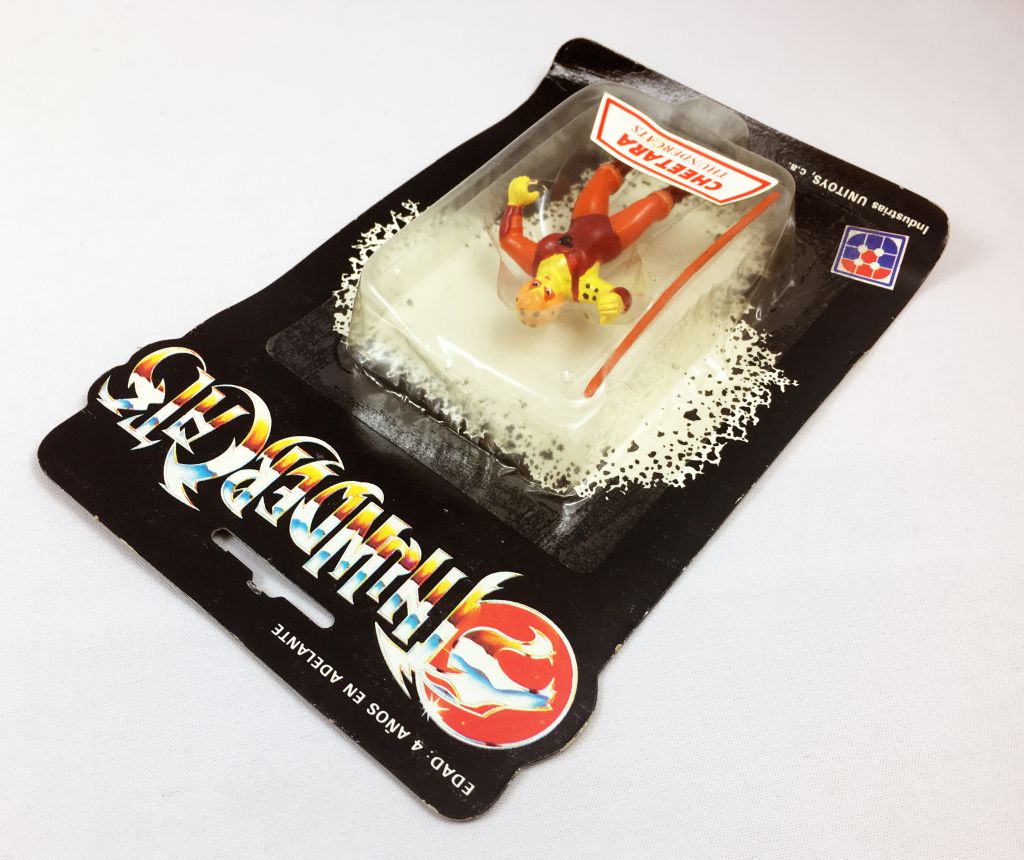 EDAD: 4 AÑOS EN ADELANTE
THUNDERCATS
CHEETARA
THUNDERCATS
Industrias UNITOYS, c.a.